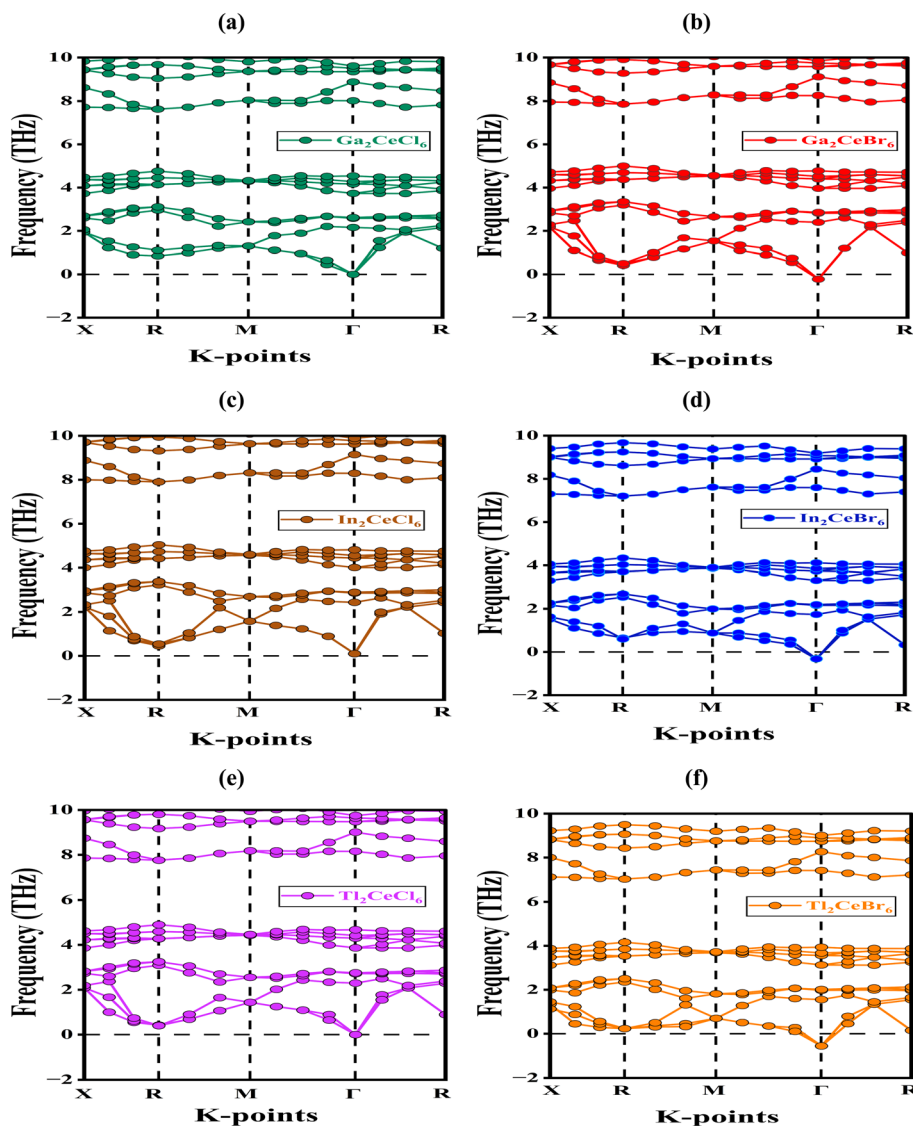 (a)
10
8
6
4
2
0
−2
Frequency (THz)
Ga₂CeCl₆
X R M Γ R
K-points
(b)
10
8
6
4
2
0
−2
Frequency (THz)
Ga₂CeBr₆
X R M Γ R
K-points
(c)
10
8
6
4
2
0
−2
Frequency (THz)
In₂CeCl₆
X R M Γ R
K-points
(d)
10
8
6
4
2
0
−2
Frequency (THz)
In₂CeBr₆
X R M Γ R
K-points
(e)
10
8
6
4
2
0
−2
Frequency (THz)
Tl₂CeCl₆
X R M Γ R
K-points
(f)
10
8
6
4
2
0
−2
Frequency (THz)
Tl₂CeBr₆
X R M Γ R
K-points